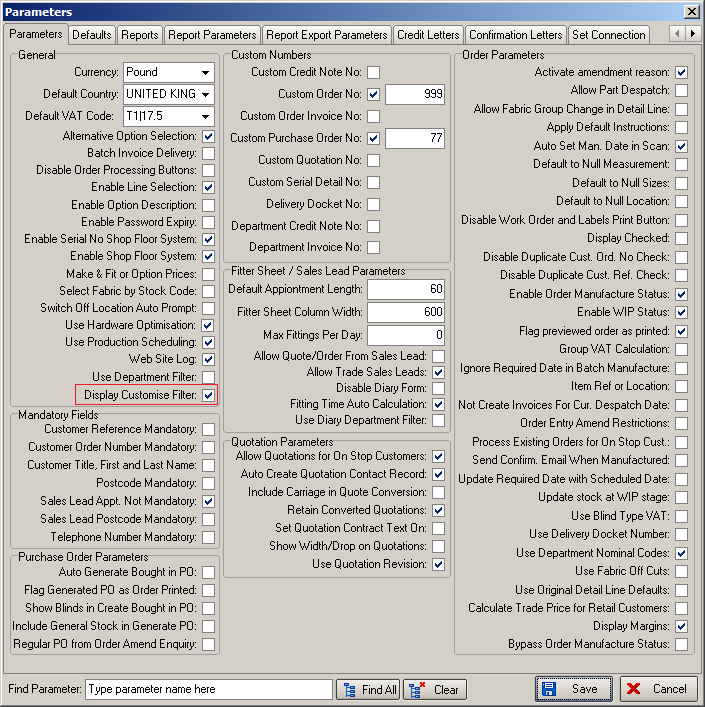 Parameters
Parameters Defaults Reports Report Parameters Report Export Parameters Credit Letters Confirmation Letters Set Connection
General
Currency: Pound
Default Country: UNITED KING
Default VAT Code: T1|17.5
Alternative Option Selection:
Batch Invoice Delivery:
Disable Order Processing Buttons:
Enable Line Selection:
Enable Option Description:
Enable Password Expiry:
Enable Serial No Shop Floor System:
Enable Shop Floor System:
Make & Fit or Option Prices:
Select Fabric by Stock Code:
Switch Off Location Auto Prompt:
Use Hardware Optimisation:
Use Production Scheduling:
Web Site Log:
Use Department Filter:
Display Customise Filter:
Mandatory Fields
Customer Reference Mandatory:
Customer Order Number Mandatory:
Customer Title, First and Last Name:
Postcode Mandatory:
Sales Lead Appt. Not Mandatory:
Sales Lead Postcode Mandatory:
Telephone Number Mandatory:
Purchase Order Parameters
Auto Generate Bought in PO:
Flag Generated PO as Order Printed:
Show Blinds in Create Bought in PO:
Include General Stock in Generate PO:
Regular PO from Order Amend Enquiry:
Custom Numbers
Custom Credit Note No:
Custom Order No: 999
Custom Order Invoice No:
Custom Purchase Order No: 77
Custom Quotation No:
Custom Serial Detail No:
Delivery Docket No:
Department Credit Note No:
Department Invoice No:
Fitter Sheet / Sales Lead Parameters
Default Appiontment Length: 60
Fitter Sheet Column Width: 600
Max Fittings Per Day: 0
Allow Quote/Order From Sales Lead:
Allow Trade Sales Leads:
Disable Diary Form:
Fitting Time Auto Calculation:
Use Diary Department Filter:
Quotation Parameters
Allow Quotations for On Stop Customers:
Auto Create Quotation Contact Record:
Include Carriage in Quote Conversion:
Retain Converted Quotations:
Set Quotation Contract Text On:
Show Width/Drop on Quotations:
Use Quotation Revision:
Order Parameters
Activate amendment reason:
Allow Part Despatch:
Allow Fabric Group Change in Detail Line:
Apply Default Instructions:
Auto Set Man. Date in Scan:
Default to Null Measurement:
Default to Null Sizes:
Default to Null Location:
Disable Work Order and Labels Print Button:
Display Checked:
Disable Duplicate Cust. Ord. No Check:
Disable Duplicate Cust. Ref. Check:
Enable Order Manufacture Status:
Enable WIP Status:
Flag previewed order as printed:
Group VAT Calculation:
Ignore Required Date in Batch Manufacture:
Item Ref or Location:
Not Create Invoices For Cur. Despatch Date:
Order Entry Amend Restrictions:
Process Existing Orders for On Stop Cust.:
Send Confirm. Email When Manufactured:
Update Required Date with Scheduled Date:
Update stock at WIP stage:
Use Blind Type VAT:
Use Delivery Docket Number:
Use Department Nominal Codes:
Use Fabric Off Cuts:
Use Original Detail Line Defaults:
Calculate Trade Price for Retail Customers:
Display Margins:
Bypass Order Manufacture Status:
Find Parameter: Type parameter name here Find All Clear Save Cancel